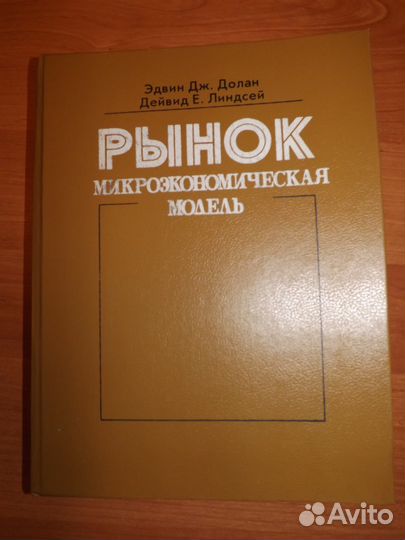 Эдвин Дж. Долан
Дейвид Е. Линдсей
РЫНОК
МИКРОЭКОНОМИЧЕСКАЯ
МОДЕЛЬ
Avito